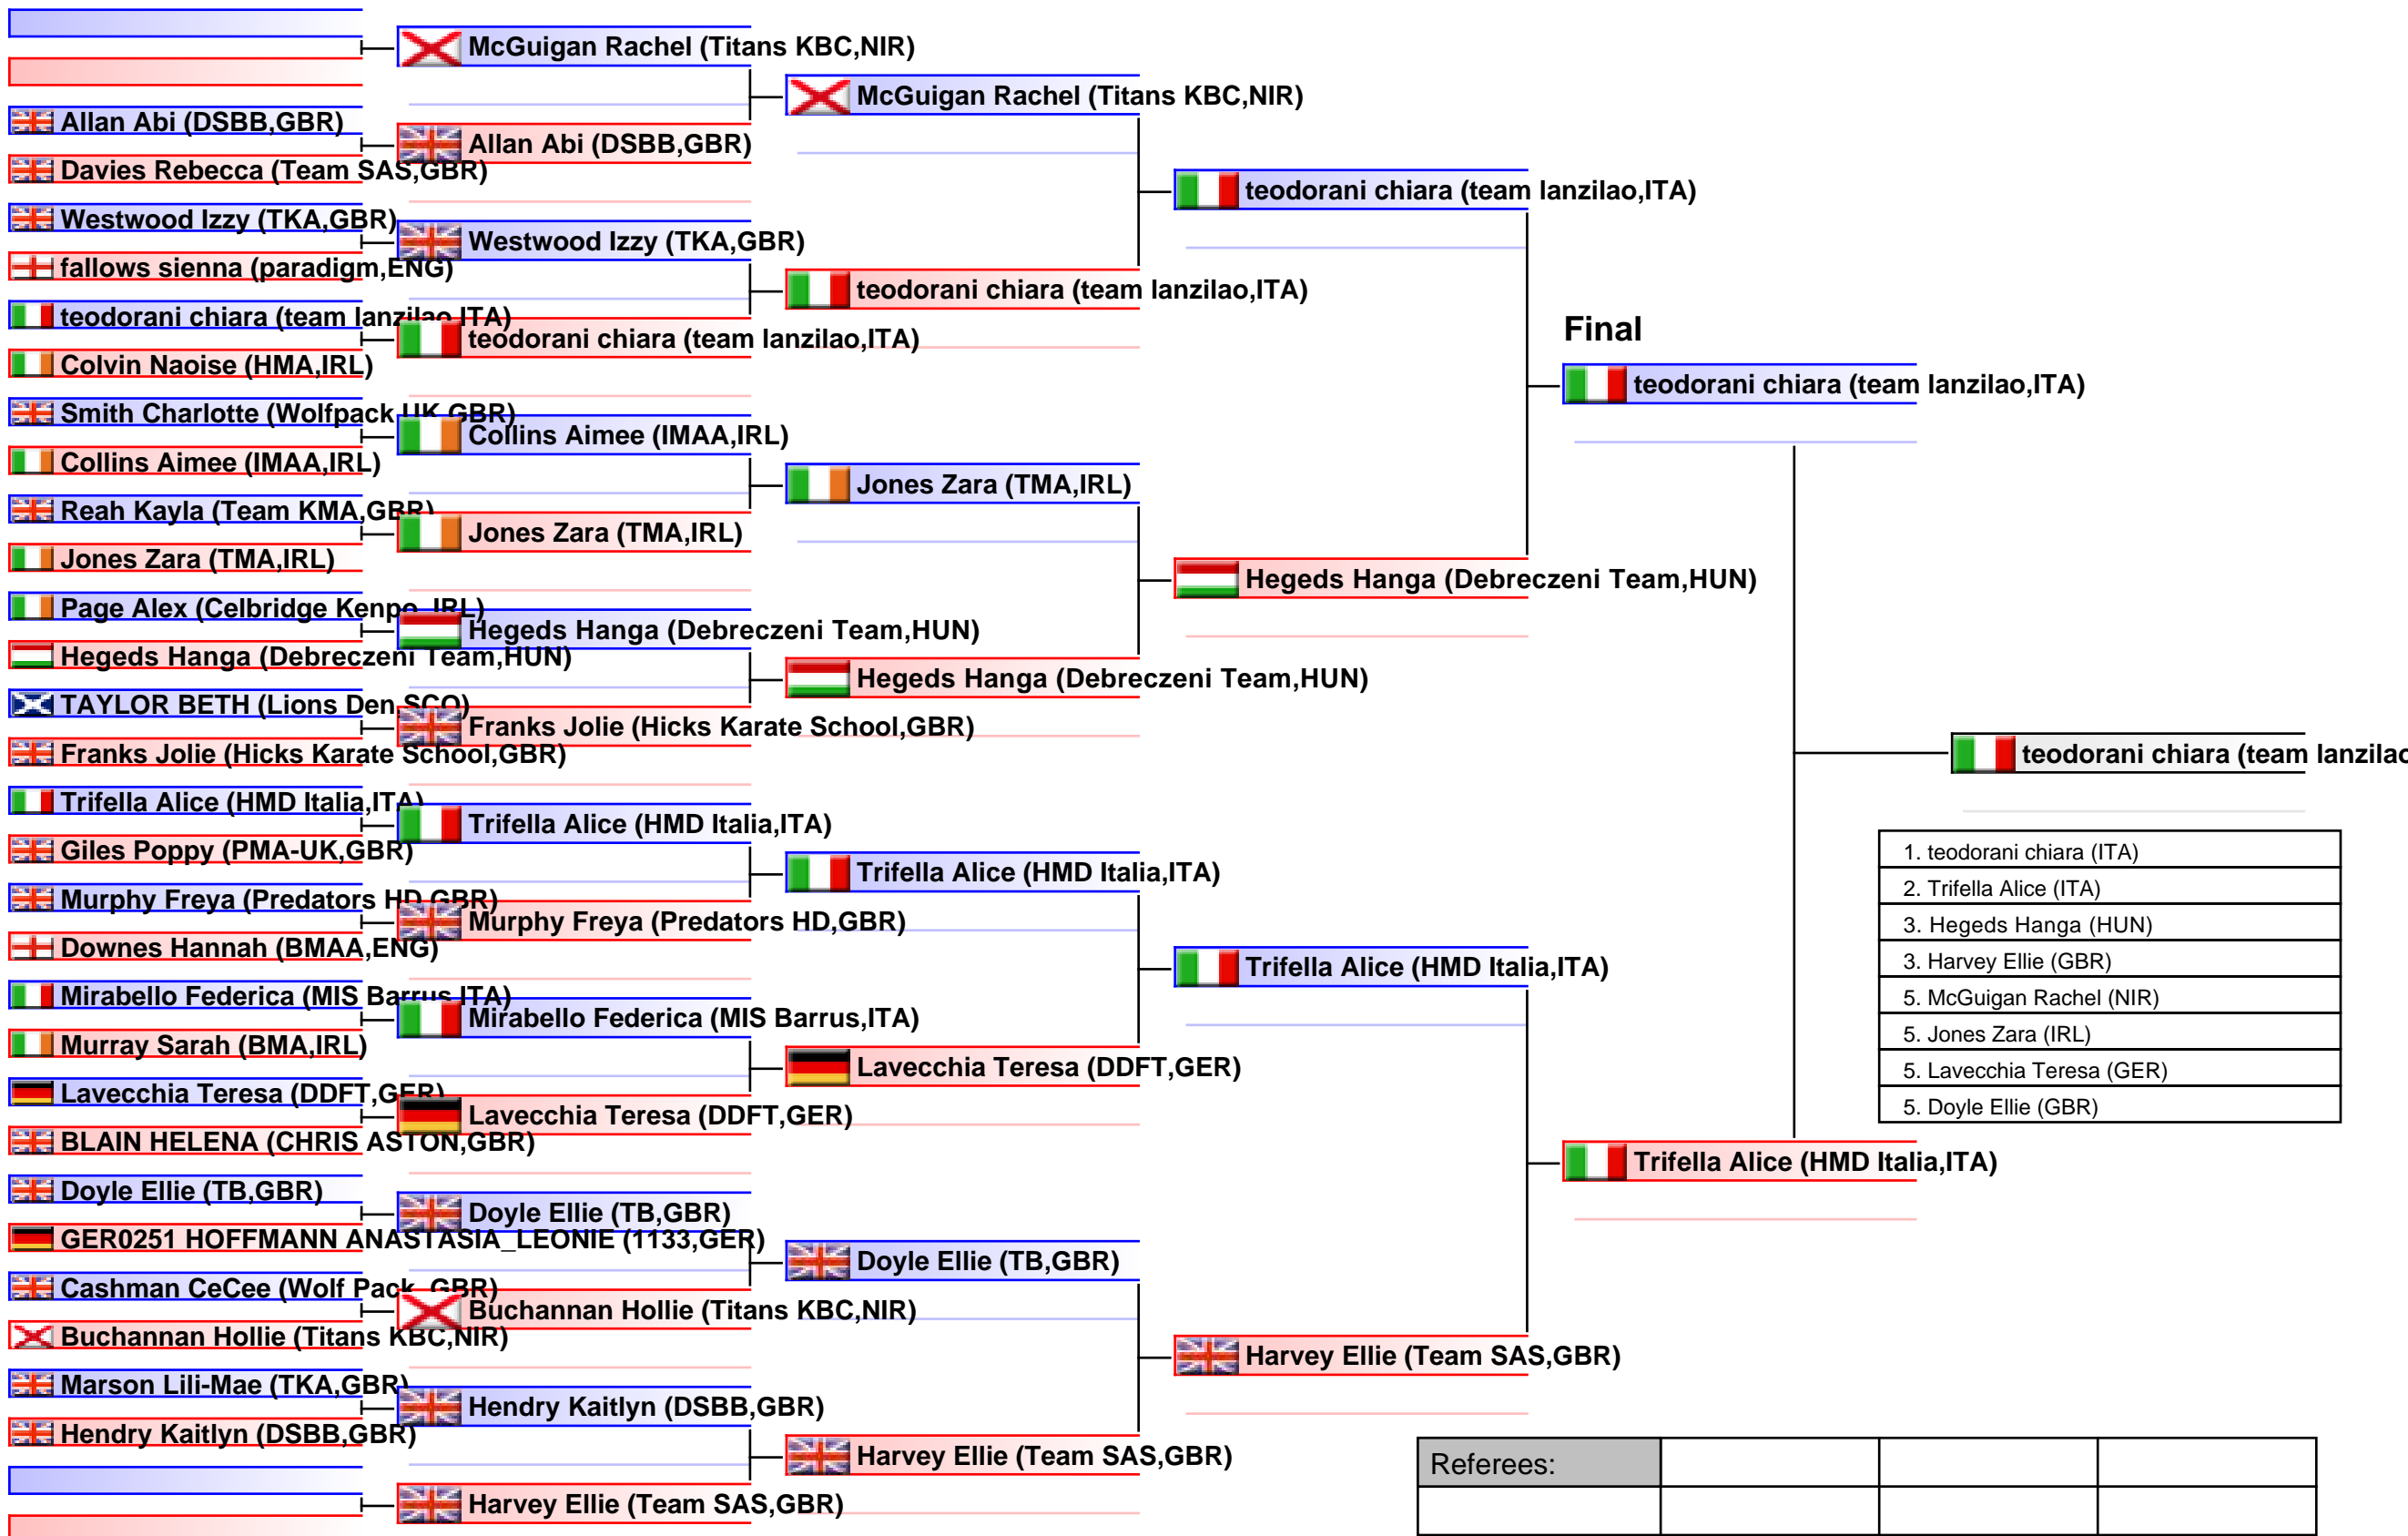 McGuigan Rachel (Titans KBC,NIR)
Allan Abi (DSBB,GBR)
Davies Rebecca (Team SAS,GBR)
Westwood Izzy (TKA,GBR)
fallows sienna (paradigm,ENG)
teodorani chiara (team lanzilao,ITA)
Colvin Naoise (HMA,IRL)
Smith Charlotte (Wolfpack UK,GBR)
Collins Aimee (IMAA,IRL)
Reah Kayla (Team KMA,GBR)
Jones Zara (TMA,IRL)
Page Alex (Celbridge Kenpo, IRL)
Hegeds Hanga (Debreczeni Team,HUN)
TAYLOR BETH (Lions Den,SCO)
Franks Jolie (Hicks Karate School,GBR)
Trifella Alice (HMD Italia,ITA)
Giles Poppy (PMA-UK,GBR)
Murphy Freya (Predators HD,GBR)
Downes Hannah (BMAA,ENG)
Mirabello Federica (MIS Barrus,ITA)
Murray Sarah (BMA,IRL)
Lavecchia Teresa (DDFT,GER)
BLAIN HELENA (CHRIS ASTON,GBR)
Doyle Ellie (TB,GBR)
GER0251 HOFFMANN ANASTASIA_LEONIE (1133,GER)
Cashman CeCee (Wolf Pack, GBR)
Buchannan Hollie (Titans KBC,NIR)
Marson Lili-Mae (TKA,GBR)
Hendry Kaitlyn (DSBB,GBR)
Allan Abi (DSBB,GBR)
Westwood Izzy (TKA,GBR)
teodorani chiara (team lanzilao,ITA)
Collins Aimee (IMAA,IRL)
Jones Zara (TMA,IRL)
Hegeds Hanga (Debreczeni Team,HUN)
Franks Jolie (Hicks Karate School,GBR)
Trifella Alice (HMD Italia,ITA)
Murphy Freya (Predators HD,GBR)
Mirabello Federica (MIS Barrus,ITA)
Lavecchia Teresa (DDFT,GER)
Doyle Ellie (TB,GBR)
Buchannan Hollie (Titans KBC,NIR)
Hendry Kaitlyn (DSBB,GBR)
Harvey Ellie (Team SAS,GBR)
McGuigan Rachel (Titans KBC,NIR)
teodorani chiara (team lanzilao,ITA)
Jones Zara (TMA,IRL)
Hegeds Hanga (Debreczeni Team,HUN)
Trifella Alice (HMD Italia,ITA)
Lavecchia Teresa (DDFT,GER)
Doyle Ellie (TB,GBR)
Harvey Ellie (Team SAS,GBR)
teodorani chiara (team lanzilao,ITA)
Hegeds Hanga (Debreczeni Team,HUN)
Trifella Alice (HMD Italia,ITA)
Harvey Ellie (Team SAS,GBR)
Final
teodorani chiara (team lanzilao,ITA)
Trifella Alice (HMD Italia,ITA)
teodorani chiara (team lanzilao
1. teodorani chiara (ITA)
2. Trifella Alice (ITA)
3. Hegeds Hanga (HUN)
3. Harvey Ellie (GBR)
5. McGuigan Rachel (NIR)
5. Jones Zara (IRL)
5. Lavecchia Teresa (GER)
5. Doyle Ellie (GBR)
Referees: